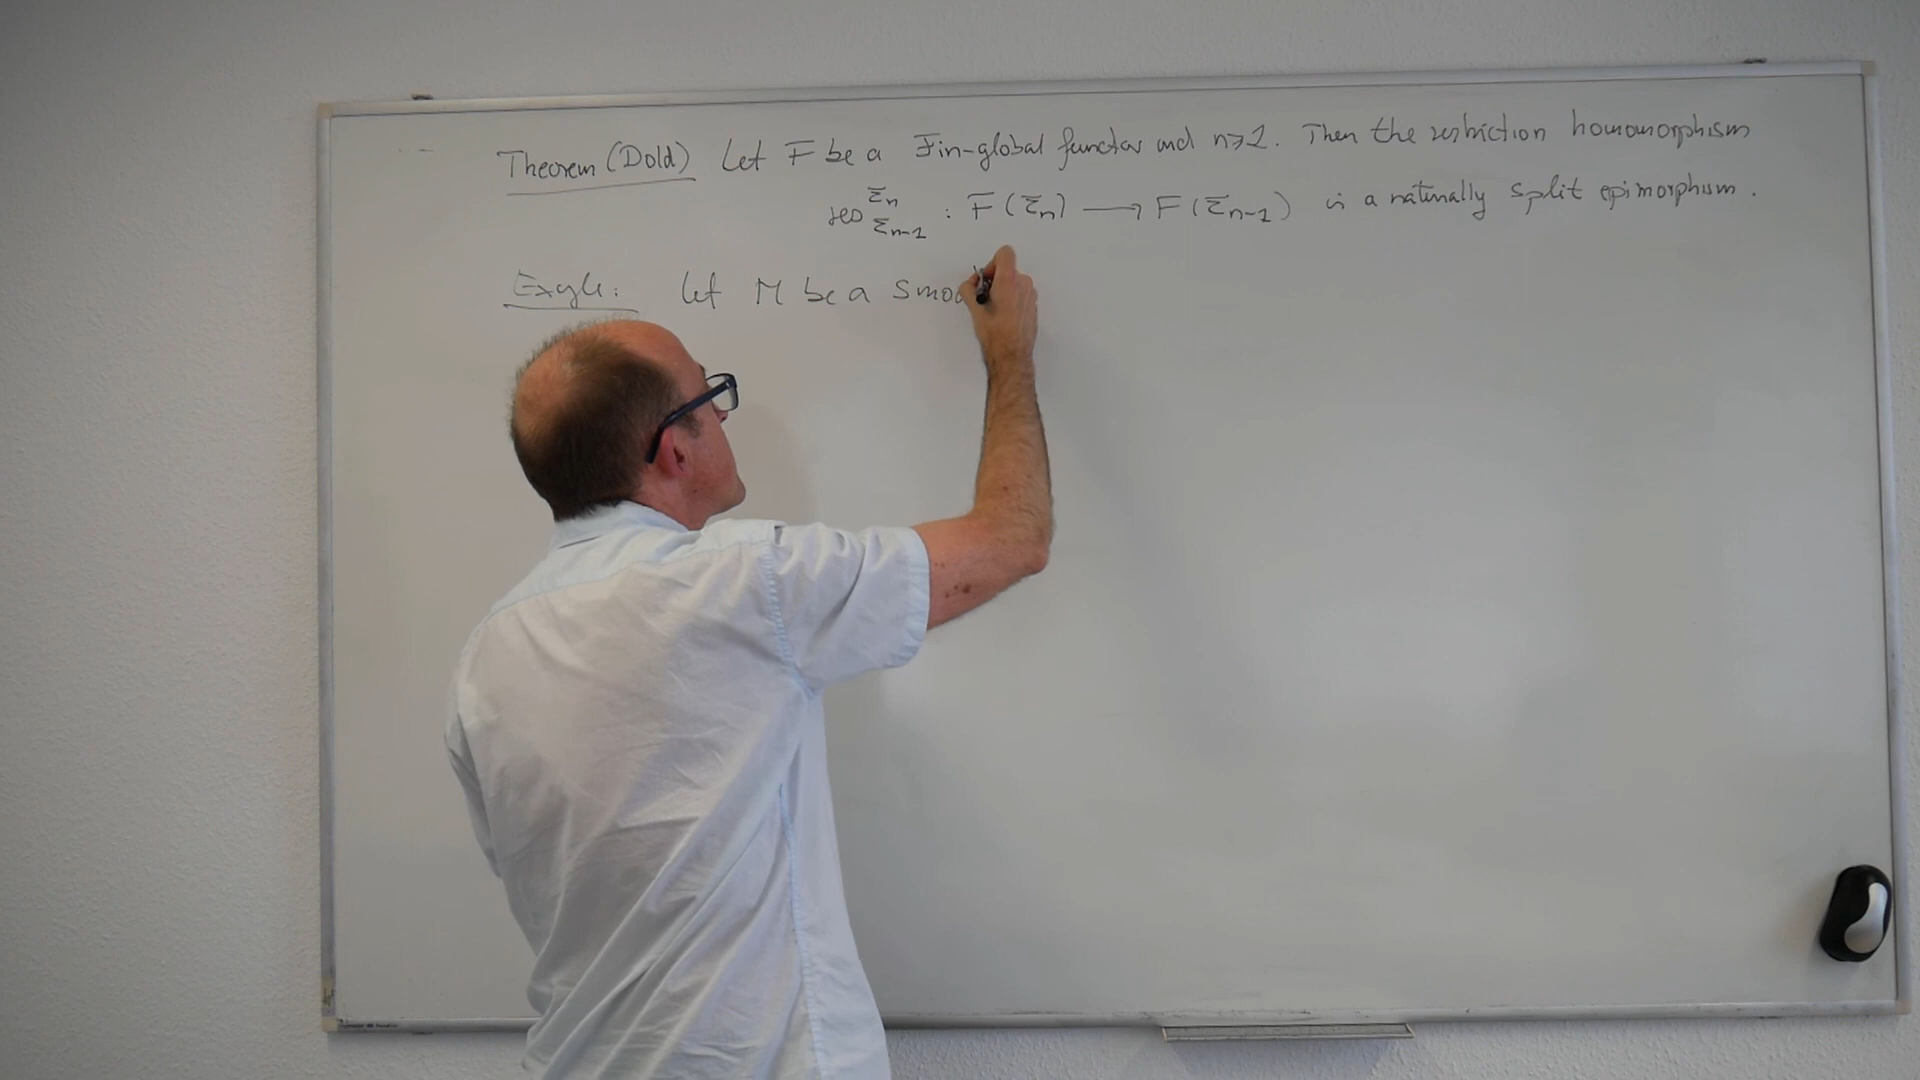 Theorem (Dold) Let F be a Fin-global functor and n≥1. Then the restriction homomorphism
res^{Σn}_{Σn-1} : F(Σn) → F(Σn-1) is a naturally split epimorphism.
Let M be a smoo